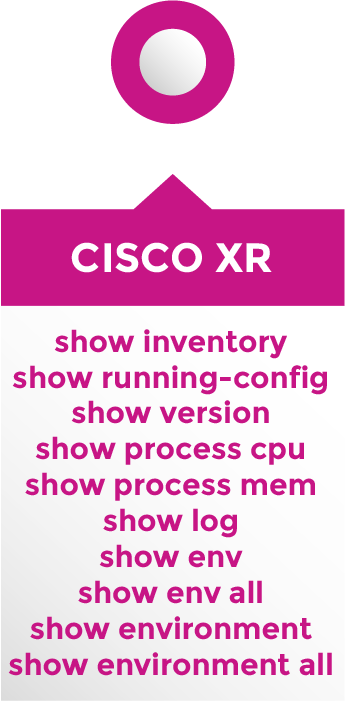 CISCO XR
show inventory
show running-config
show version
show process cpu
show process mem
show log
show env
show env all
show environment
show environment all